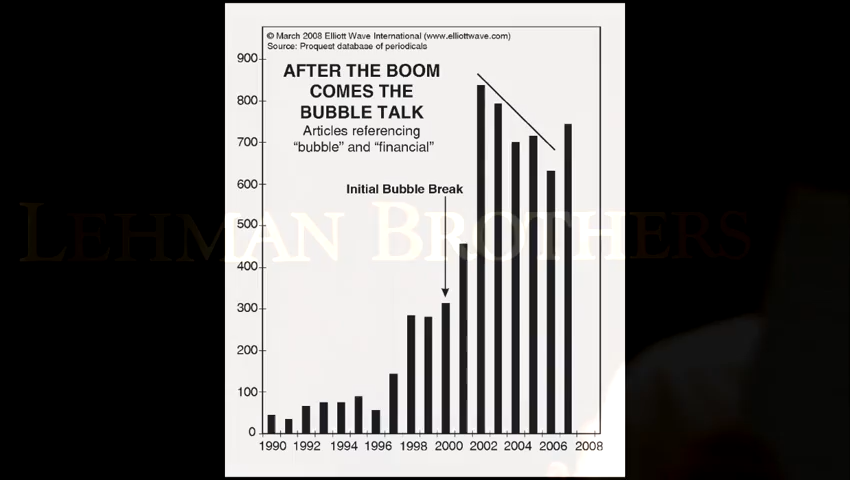 © March 2008 Elliott Wave International (www.elliottwave.com)
Source: Proquest database of periodicals
AFTER THE BOOM
COMES THE
BUBBLE TALK
Articles referencing
“bubble” and “financial”
Initial Bubble Break
900
800
700
600
500
400
300
200
100
0
1990 1992 1994 1996 1998 2000 2002 2004 2006 2008
LEHMAN BROTHERS